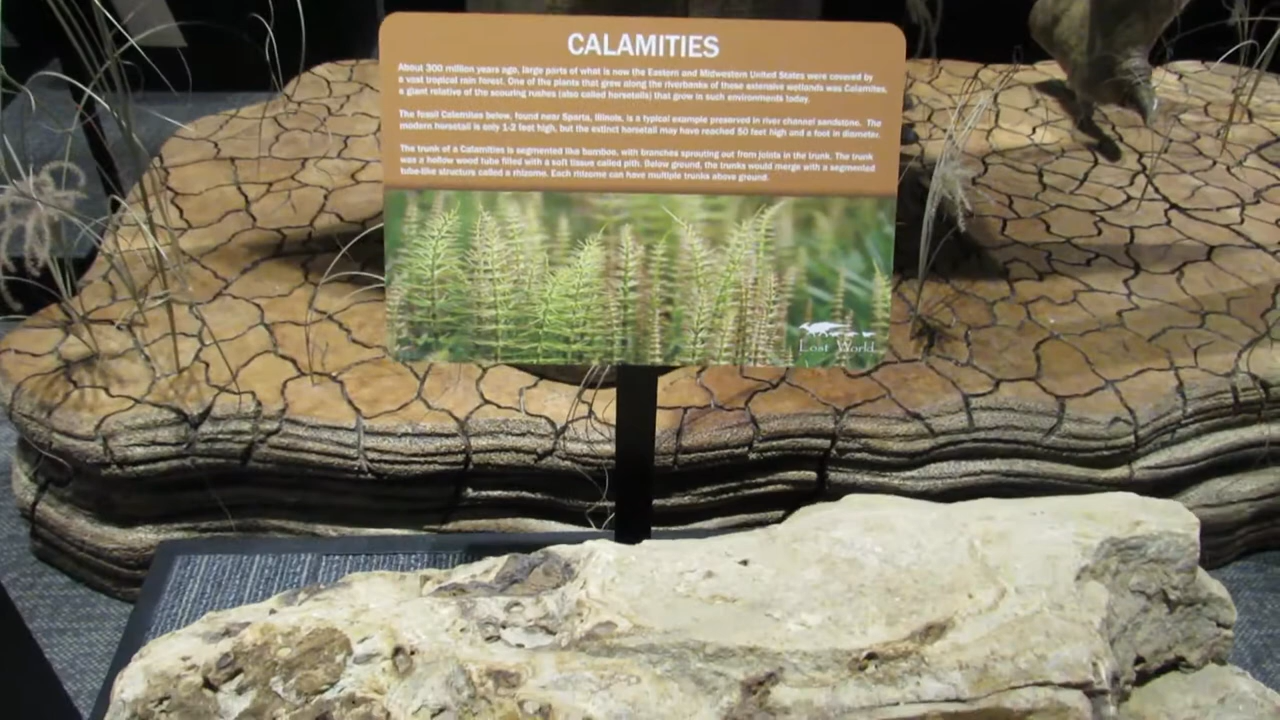 CALAMITIES
About 300 million years ago, large parts of what is now the Eastern and Midwestern United States were covered by
a vast tropical rain forest. One of the plants that grew along the riverbanks of these extensive wetlands was Calamites,
a giant relative of the scouring rushes (also called horsetails) that grow in such environments today.
The fossil Calamites below, found near Sparta, Illinois, is a typical example preserved in river channel sandstone. The
modern horsetail is only 1-2 feet high, but the extinct horsetail may have reached 50 feet high and a foot in diameter.
The trunk of a Calamities is segmented like bamboo, with branches sprouting out from joints in the trunk. The trunk
was a hollow wood tube filled with a soft tissue called pith. Below ground, the trunks would merge with a segmented
tube-like structure called a rhizome. Each rhizome can have multiple trunks above ground.
Lost World